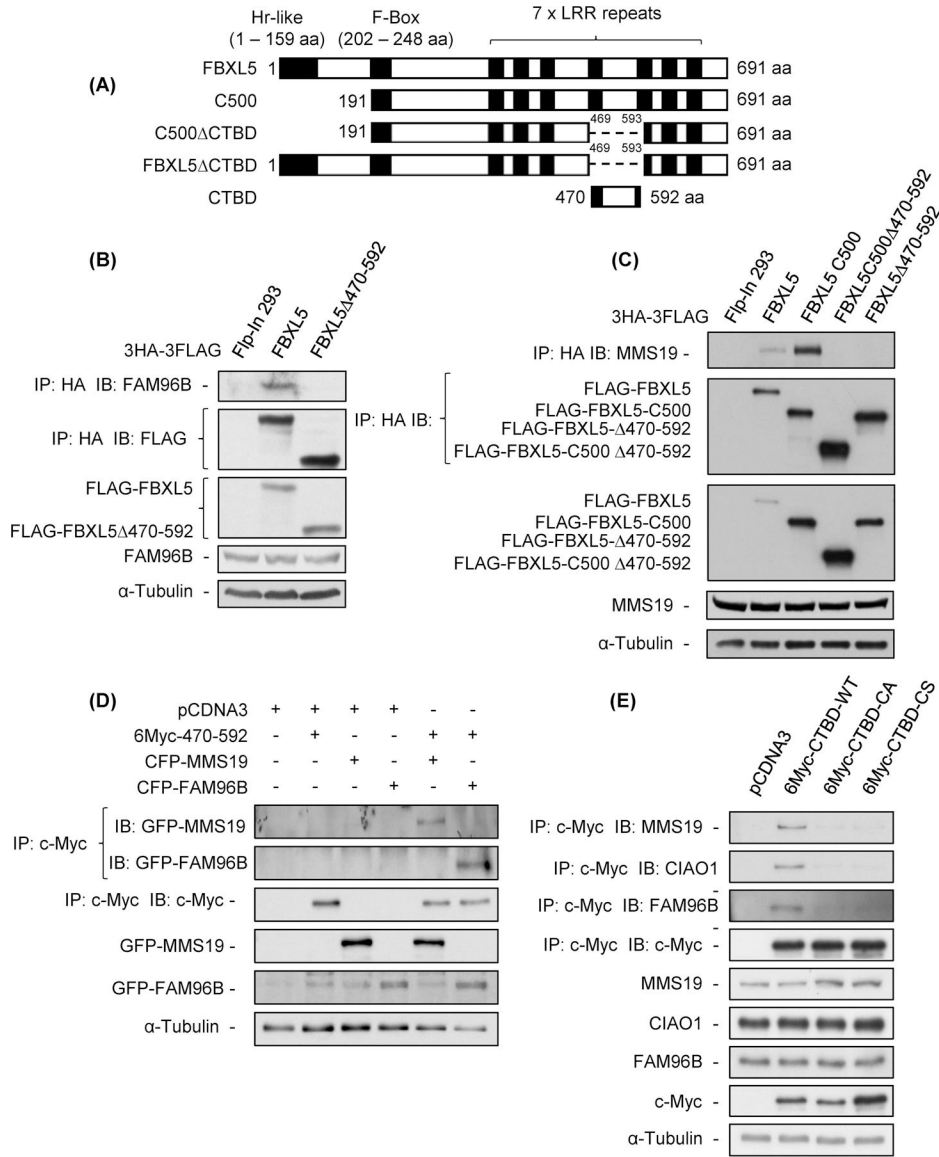 Hr-like F-Box 7 x LRR repeats
(1 – 159 aa) (202 – 248 aa)
(A)
FBXL5 1 691 aa
C500 191 691 aa
469 593
C500ΔCTBD 191 691 aa
469 593
FBXL5ΔCTBD 1 691 aa
CTBD 470 592 aa
(B)
3HA-3FLAG Flp-In 293 FBXL5 FBXL5Δ470-592
IP: HA IB: FAM96B -
IP: HA IB: FLAG
FLAG-FBXL5
FLAG-FBXL5Δ470-592
FAM96B -
α-Tubulin -
(C)
3HA-3FLAG Flp-In 293 FBXL5 FBXL5 C500 FBXL5C500Δ470-592 FBXL5Δ470-592
IP: HA IB: MMS19 -
IP: HA IB:
FLAG-FBXL5
FLAG-FBXL5-C500
FLAG-FBXL5-Δ470-592
FLAG-FBXL5-C500 Δ470-592
FLAG-FBXL5
FLAG-FBXL5-C500
FLAG-FBXL5-Δ470-592
FLAG-FBXL5-C500 Δ470-592
MMS19 -
α-Tubulin -
(D)
pCDNA3 + + + + - -
6Myc-470-592 - + - - + +
CFP-MMS19 - - + - + -
CFP-FAM96B - - - + - +
IP: c-Myc
IB: GFP-MMS19
IB: GFP-FAM96B
IP: c-Myc IB: c-Myc -
GFP-MMS19 -
GFP-FAM96B -
α-Tubulin -
(E)
pCDNA3 6Myc-CTBD-WT 6Myc-CTBD-CA 6Myc-CTBD-CS
IP: c-Myc IB: MMS19 -
IP: c-Myc IB: CIAO1 -
IP: c-Myc IB: FAM96B -
IP: c-Myc IB: c-Myc -
MMS19 -
CIAO1 -
FAM96B -
c-Myc -
α-Tubulin -